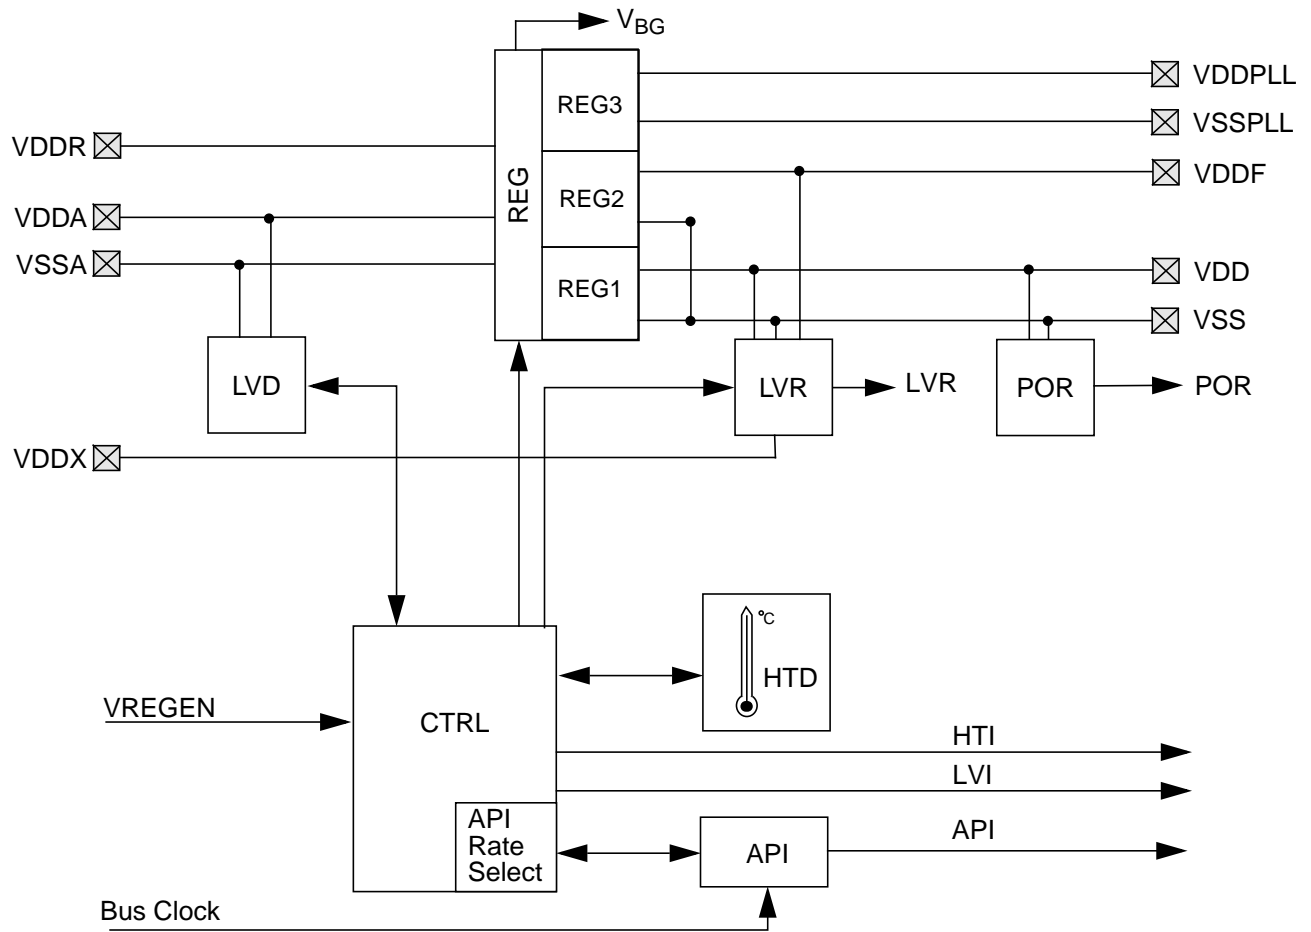 VBG
VDDPLL
REG3
VSSPLL
VDDR
VDDF
REG
REG2
VDDA
VSSA
VDD
REG1
VSS
LVD
LVR
LVR
POR
POR
VDDX
°C
HTD
VREGEN
CTRL
HTI
LVI
API
Rate
Select
API
API
Bus Clock